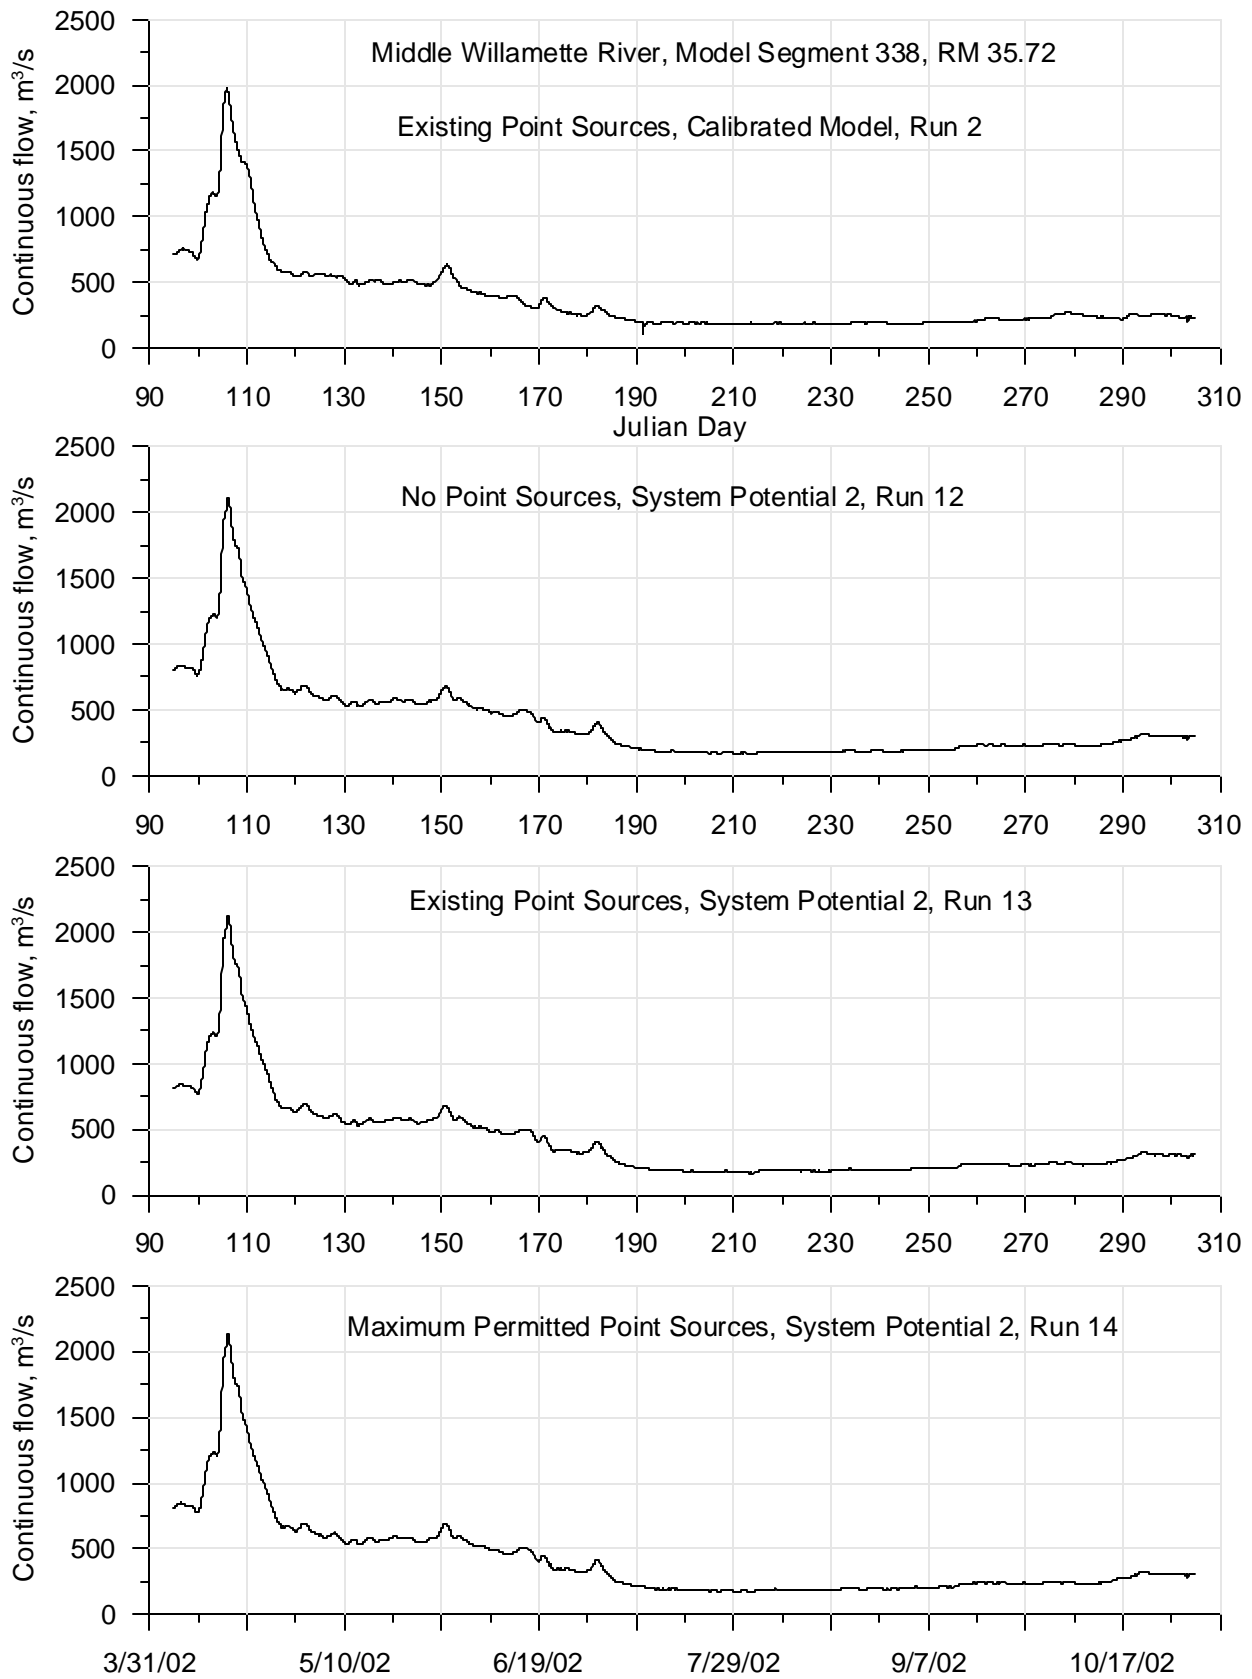 2500
Middle Willamette River, Model Segment 338, RM 35.72
2000
Existing Point Sources, Calibrated Model, Run 2
1500
1000
500
0
Continuous flow, m³/s
90 110 130 150 170 190 210 230 250 270 290 310
Julian Day
2500
No Point Sources, System Potential 2, Run 12
2000
1500
1000
500
0
Continuous flow, m³/s
90 110 130 150 170 190 210 230 250 270 290 310
2500
Existing Point Sources, System Potential 2, Run 13
2000
1500
1000
500
0
Continuous flow, m³/s
90 110 130 150 170 190 210 230 250 270 290 310
2500
Maximum Permitted Point Sources, System Potential 2, Run 14
2000
1500
1000
500
0
Continuous flow, m³/s
3/31/02 5/10/02 6/19/02 7/29/02 9/7/02 10/17/02